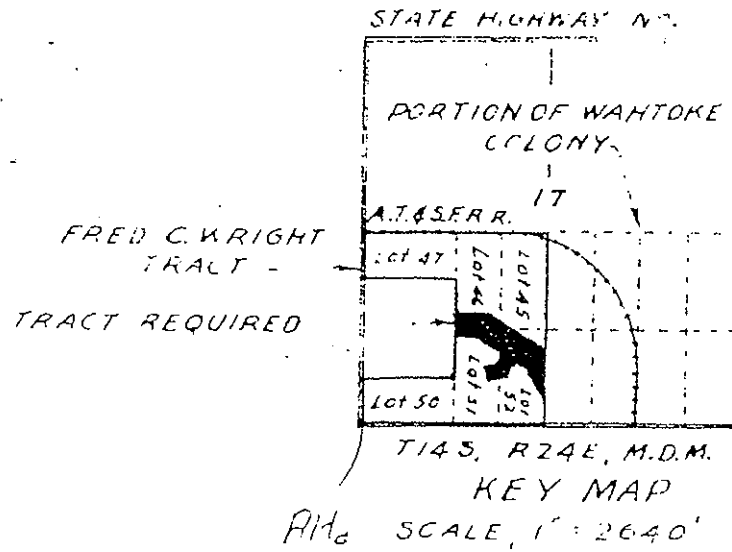 STATE HIGHWAY NO.
PORTION OF WAHTOKE
COLONY
17
A.T.&S.F.R.R.
FRED C. WRIGHT
TRACT
Lot 47
Lot 46
Lot 45
TRACT REQUIRED
Lot 50
Lot 51
Lot 52
T14S, R24E, M.D.M.
KEY MAP
SCALE, 1" = 2640'